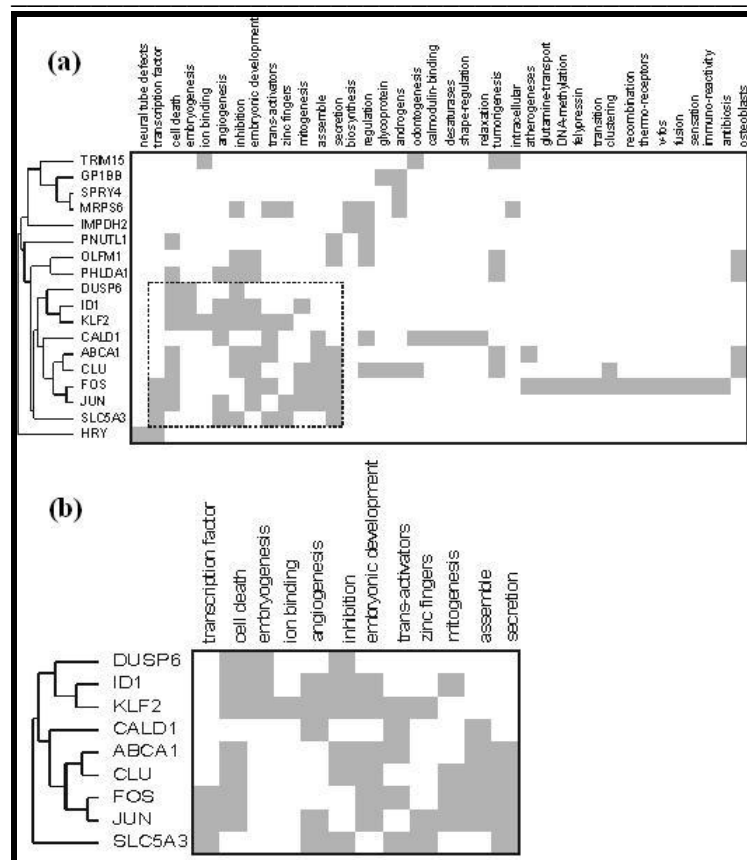 (a)
neural tube defects
transcription factor
cell death
embryogenesis
ion binding
angiogenesis
inhibition
embryonic development
trans-activators
zinc fingers
mitogenesis
assemble
secretion
biosynthesis
regulation
glycoprotein
androgens
odontogenesis
calmodulin-binding
desaturases
shape-regulation
relaxation
tumorigenesis
intracellular
atherogeneses
glutamine-transport
DNA-methylation
felypressin
transition
clustering
recombination
thermo-receptors
v-fos
fusion
sensation
immuno-reactivity
antibiosis
osteoblasts
TRIM15
GP1BB
SPRY4
MRPS6
IMPDH2
PNUTL1
OLFM1
PHLDA1
DUSP6
ID1
KLF2
CALD1
ABCA1
CLU
FOS
JUN
SLC5A3
HRY
(b)
transcription factor
cell death
embryogenesis
ion binding
angiogenesis
inhibition
embryonic development
trans-activators
zinc fingers
mitogenesis
assemble
secretion
DUSP6
ID1
KLF2
CALD1
ABCA1
CLU
FOS
JUN
SLC5A3